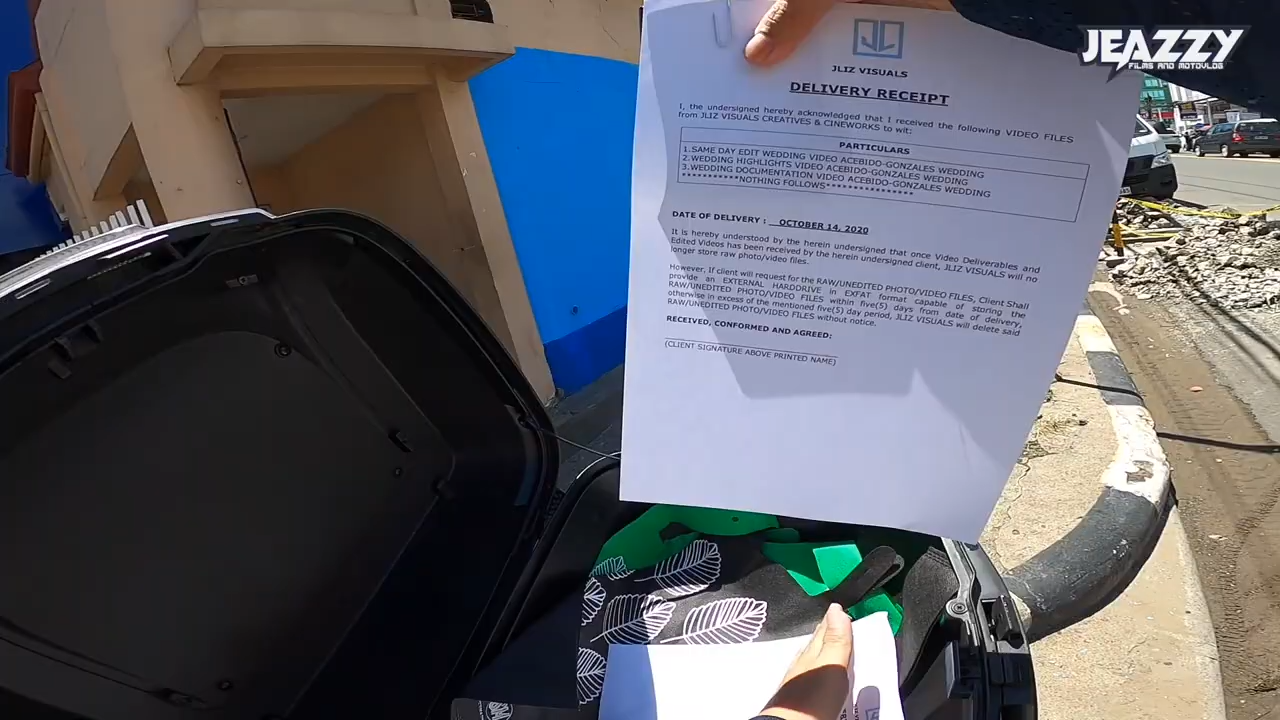 JEAZZY
FILMS AND MOTOVLOG
JLIZ VISUALS
DELIVERY RECEIPT
I, the undersigned hereby acknowledged that I received the following VIDEO FILES
from JLIZ VISUALS CREATIVES & CINEWORKS to wit:
PARTICULARS
1.SAME DAY EDIT WEDDING VIDEO ACEBIDO-GONZALES WEDDING
2.WEDDING HIGHLIGHTS VIDEO ACEBIDO-GONZALES WEDDING
3.WEDDING DOCUMENTATION VIDEO ACEBIDO-GONZALES WEDDING
***********NOTHING FOLLOWS*****************
DATE OF DELIVERY : OCTOBER 14, 2020
It is hereby understood by the herein undersigned that once Video Deliverables and
Edited Videos has been received by the herein undersigned client, JLIZ VISUALS will no
longer store raw photo/video files.
However, If client will request for the RAW/UNEDITED PHOTO/VIDEO FILES, Client Shall
provide an EXTERNAL HARDDRIVE in EXFAT format capable of storing the
RAW/UNEDITED PHOTO/VIDEO FILES within five(5) days from date of delivery,
otherwise in excess of the mentioned five(5) day period, JLIZ VISUALS will delete said
RAW/UNEDITED PHOTO/VIDEO FILES without notice.
RECEIVED, CONFORMED AND AGREED:
(CLIENT SIGNATURE ABOVE PRINTED NAME)